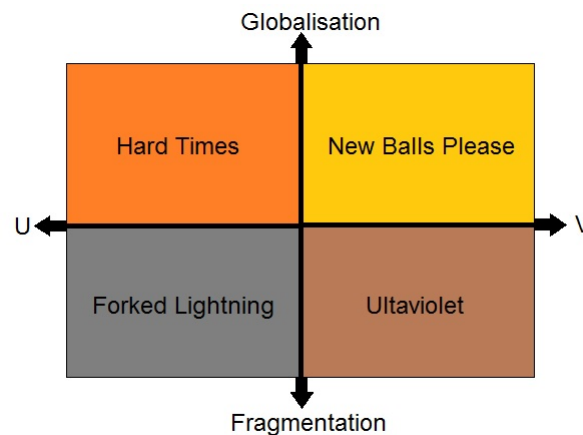 Globalisation
Hard Times
New Balls Please
U
V
Forked Lightning
Ultaviolet
Fragmentation